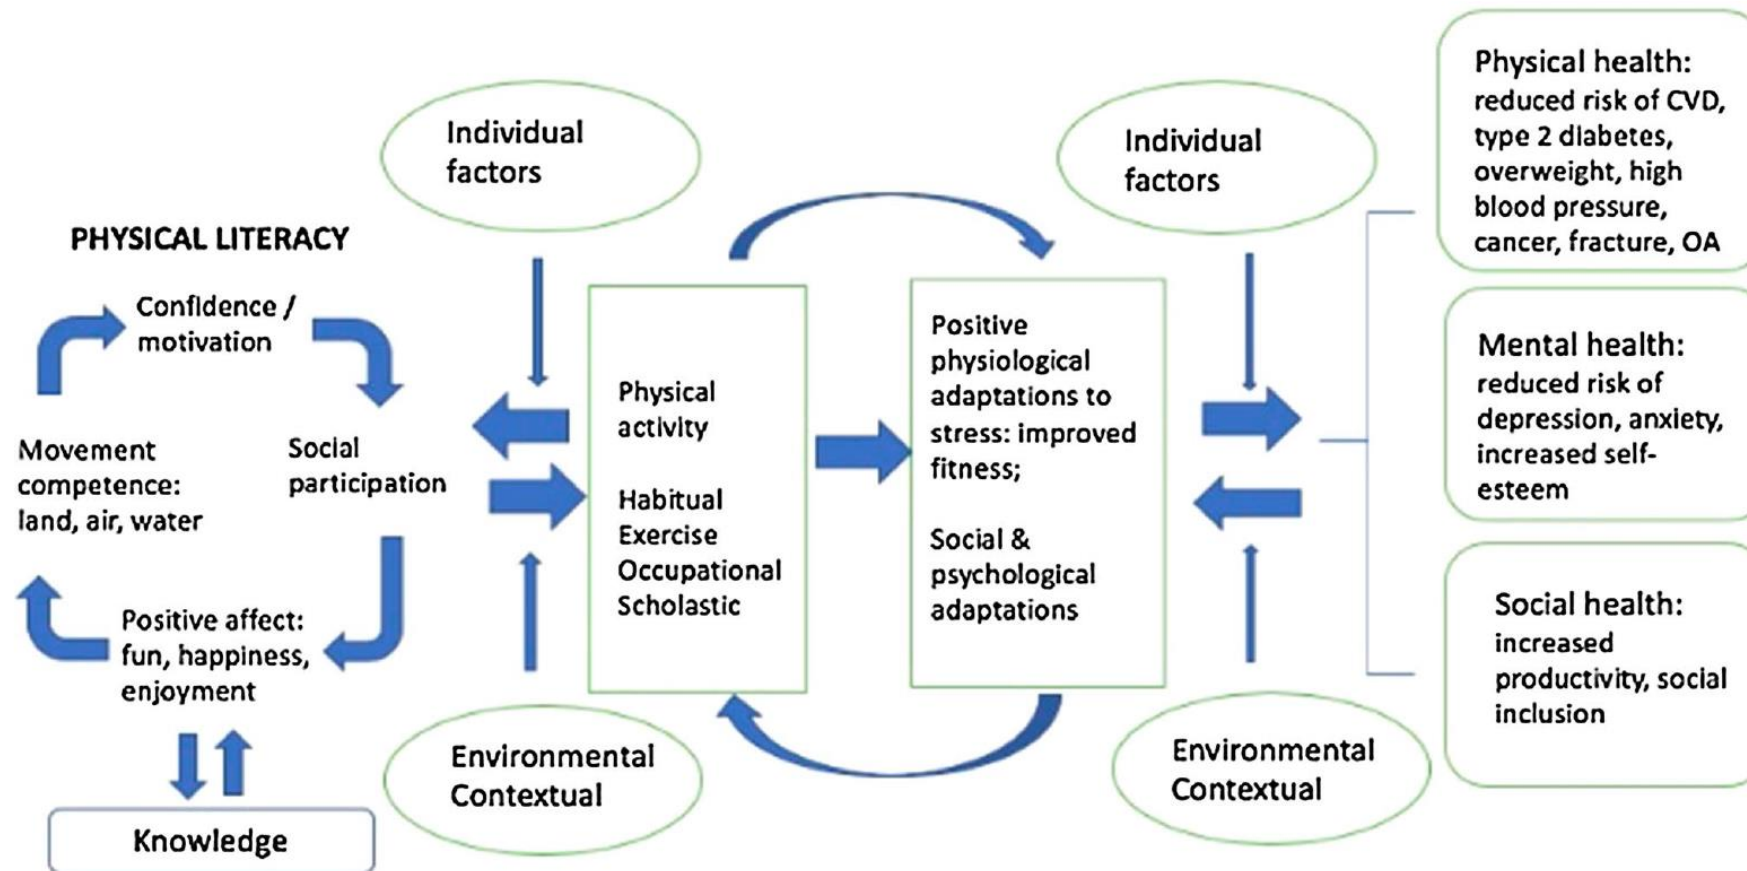 PHYSICAL LITERACY
Confidence /
motivation
Social
participation
Positive affect:
fun, happiness,
enjoyment
Movement
competence:
land, air, water
Knowledge
Individual
factors
Environmental
Contextual
Physical
activity
Habitual
Exercise
Occupational
Scholastic
Positive
physiological
adaptations to
stress: improved
fitness;
Social &
psychological
adaptations
Individual
factors
Environmental
Contextual
Physical health:
reduced risk of CVD,
type 2 diabetes,
overweight, high
blood pressure,
cancer, fracture, OA
Mental health:
reduced risk of
depression, anxiety,
increased self-
esteem
Social health:
increased
productivity, social
inclusion